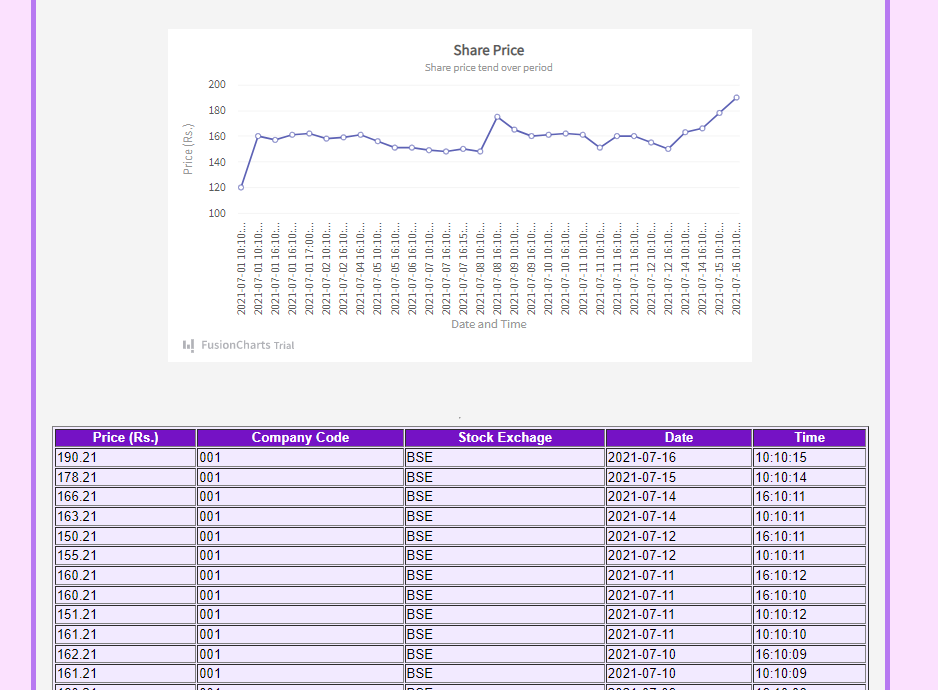 Share Price
Share price tend over period
200
180
160
140
120
100
Price (Rs.)
2021-07-01 10:10:...
2021-07-01 10:10:...
2021-07-01 16:10:...
2021-07-01 16:10:...
2021-07-01 17:00:...
2021-07-02 10:10:...
2021-07-02 16:10:...
2021-07-04 16:10:...
2021-07-05 10:10:...
2021-07-05 16:10:...
2021-07-06 16:10:...
2021-07-07 10:10:...
2021-07-07 16:10:...
2021-07-07 16:15:...
2021-07-08 10:10:...
2021-07-08 16:10:...
2021-07-09 10:10:...
2021-07-09 16:10:...
2021-07-10 10:10:...
2021-07-10 16:10:...
2021-07-11 10:10:...
2021-07-11 10:10:...
2021-07-11 16:10:...
2021-07-11 16:10:...
2021-07-12 10:10:...
2021-07-12 16:10:...
2021-07-14 10:10:...
2021-07-14 16:10:...
2021-07-15 10:10:...
2021-07-16 10:10:...
Date and Time
FusionCharts Trial
.
Price (Rs.) Company Code Stock Exchage Date Time
190.21 001 BSE 2021-07-16 10:10:15
178.21 001 BSE 2021-07-15 10:10:14
166.21 001 BSE 2021-07-14 16:10:11
163.21 001 BSE 2021-07-14 10:10:11
150.21 001 BSE 2021-07-12 16:10:11
155.21 001 BSE 2021-07-12 10:10:11
160.21 001 BSE 2021-07-11 16:10:12
160.21 001 BSE 2021-07-11 16:10:10
151.21 001 BSE 2021-07-11 10:10:12
161.21 001 BSE 2021-07-11 10:10:10
162.21 001 BSE 2021-07-10 16:10:09
161.21 001 BSE 2021-07-10 10:10:09